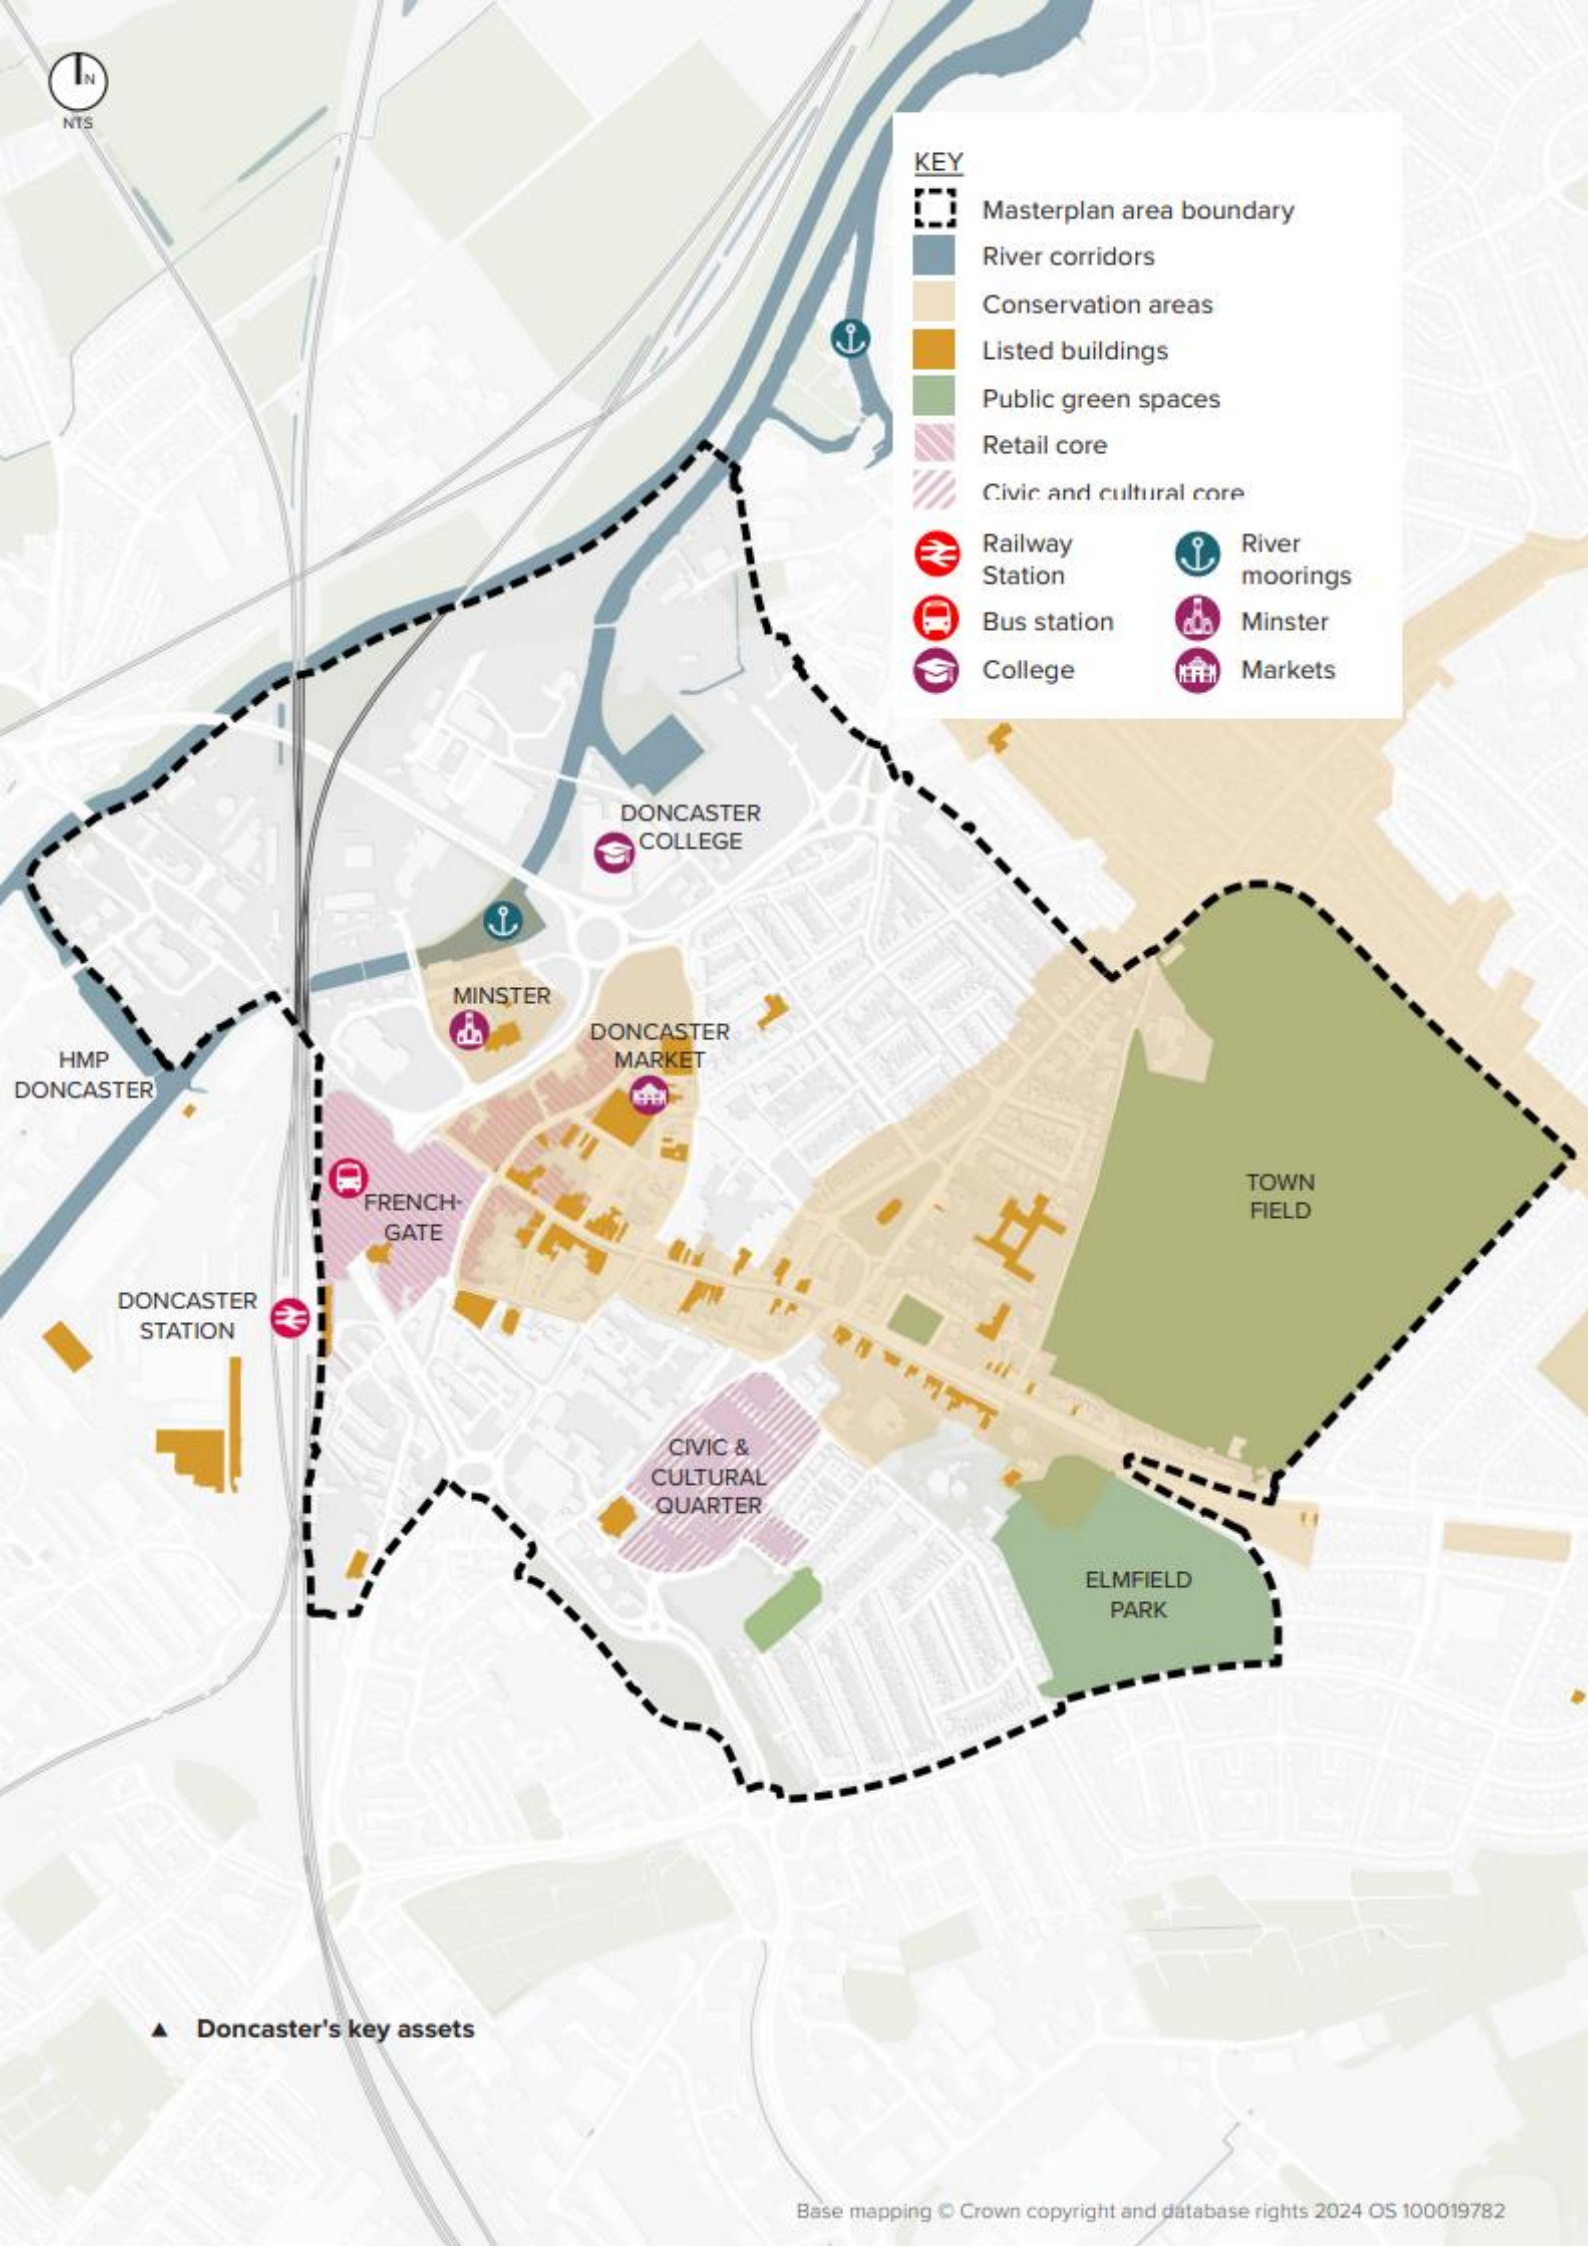 N
NTS
KEY
Masterplan area boundary
River corridors
Conservation areas
Listed buildings
Public green spaces
Retail core
Civic and cultural core
Railway
Station
River
moorings
Bus station
Minster
College
Markets
DONCASTER
COLLEGE
MINSTER
DONCASTER
MARKET
HMP
DONCASTER
FRENCH-
GATE
TOWN
FIELD
DONCASTER
STATION
CIVIC &
CULTURAL
QUARTER
ELMFIELD
PARK
▲ Doncaster's key assets
Base mapping © Crown copyright and database rights 2024 OS 100019782